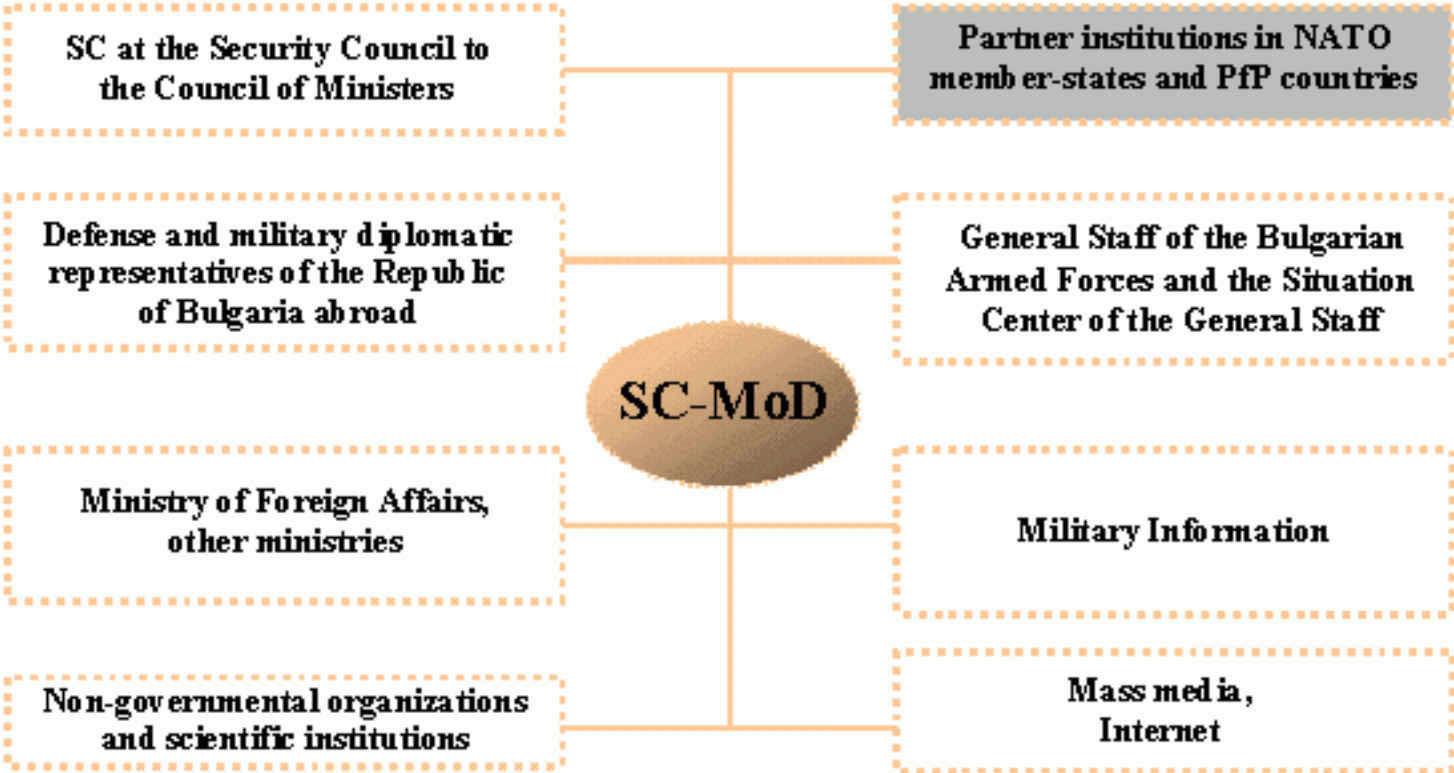 SC at the Security Council to
the Council of Ministers
Partner institutions in NATO
member-states and PfP countries
Defense and military diplomatic
representatives of the Republic
of Bulgaria abroad
General Staff of the Bulgarian
Armed Forces and the Situation
Center of the General Staff
SC-MoD
Ministry of Foreign Affairs,
other ministries
Military Information
Non-governmental organizations
and scientific institutions
Mass media,
Internet